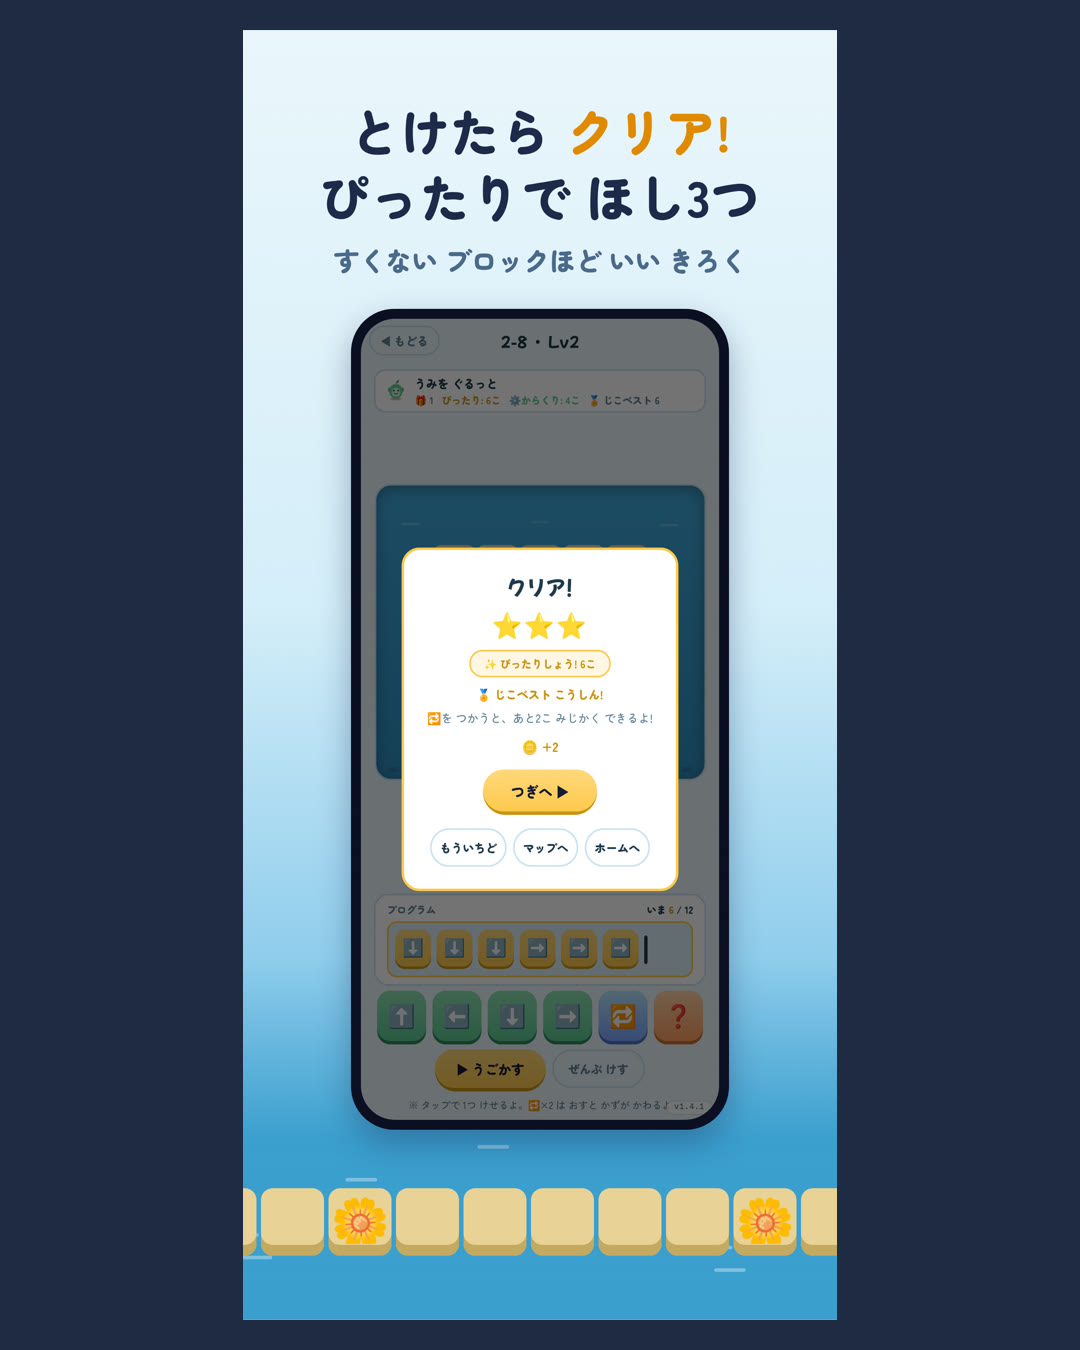 とけたら クリア!
ぴったりで ほし3つ
すくない ブロックほど いい きろく
◀ もどる
2-8・Lv2
うみを ぐるっと
🎁1 ぴったり:6こ ⚙️からくり:4こ 🏅じこベスト 6
クリア!
⭐⭐⭐
✨ ぴったりしょう! 6こ
🏅 じこベスト こうしん!
🔁を つかうと、あと2こ みじかく できるよ!
🪙 +2
つぎへ ▶
もういちど
マップへ
ホームへ
プログラム
いま 6 / 12
▶ うごかす
ぜんぶ けす
※ タップで 1つ けせるよ。🔁×2 は おすと かずが かわるよ
v1.4.1